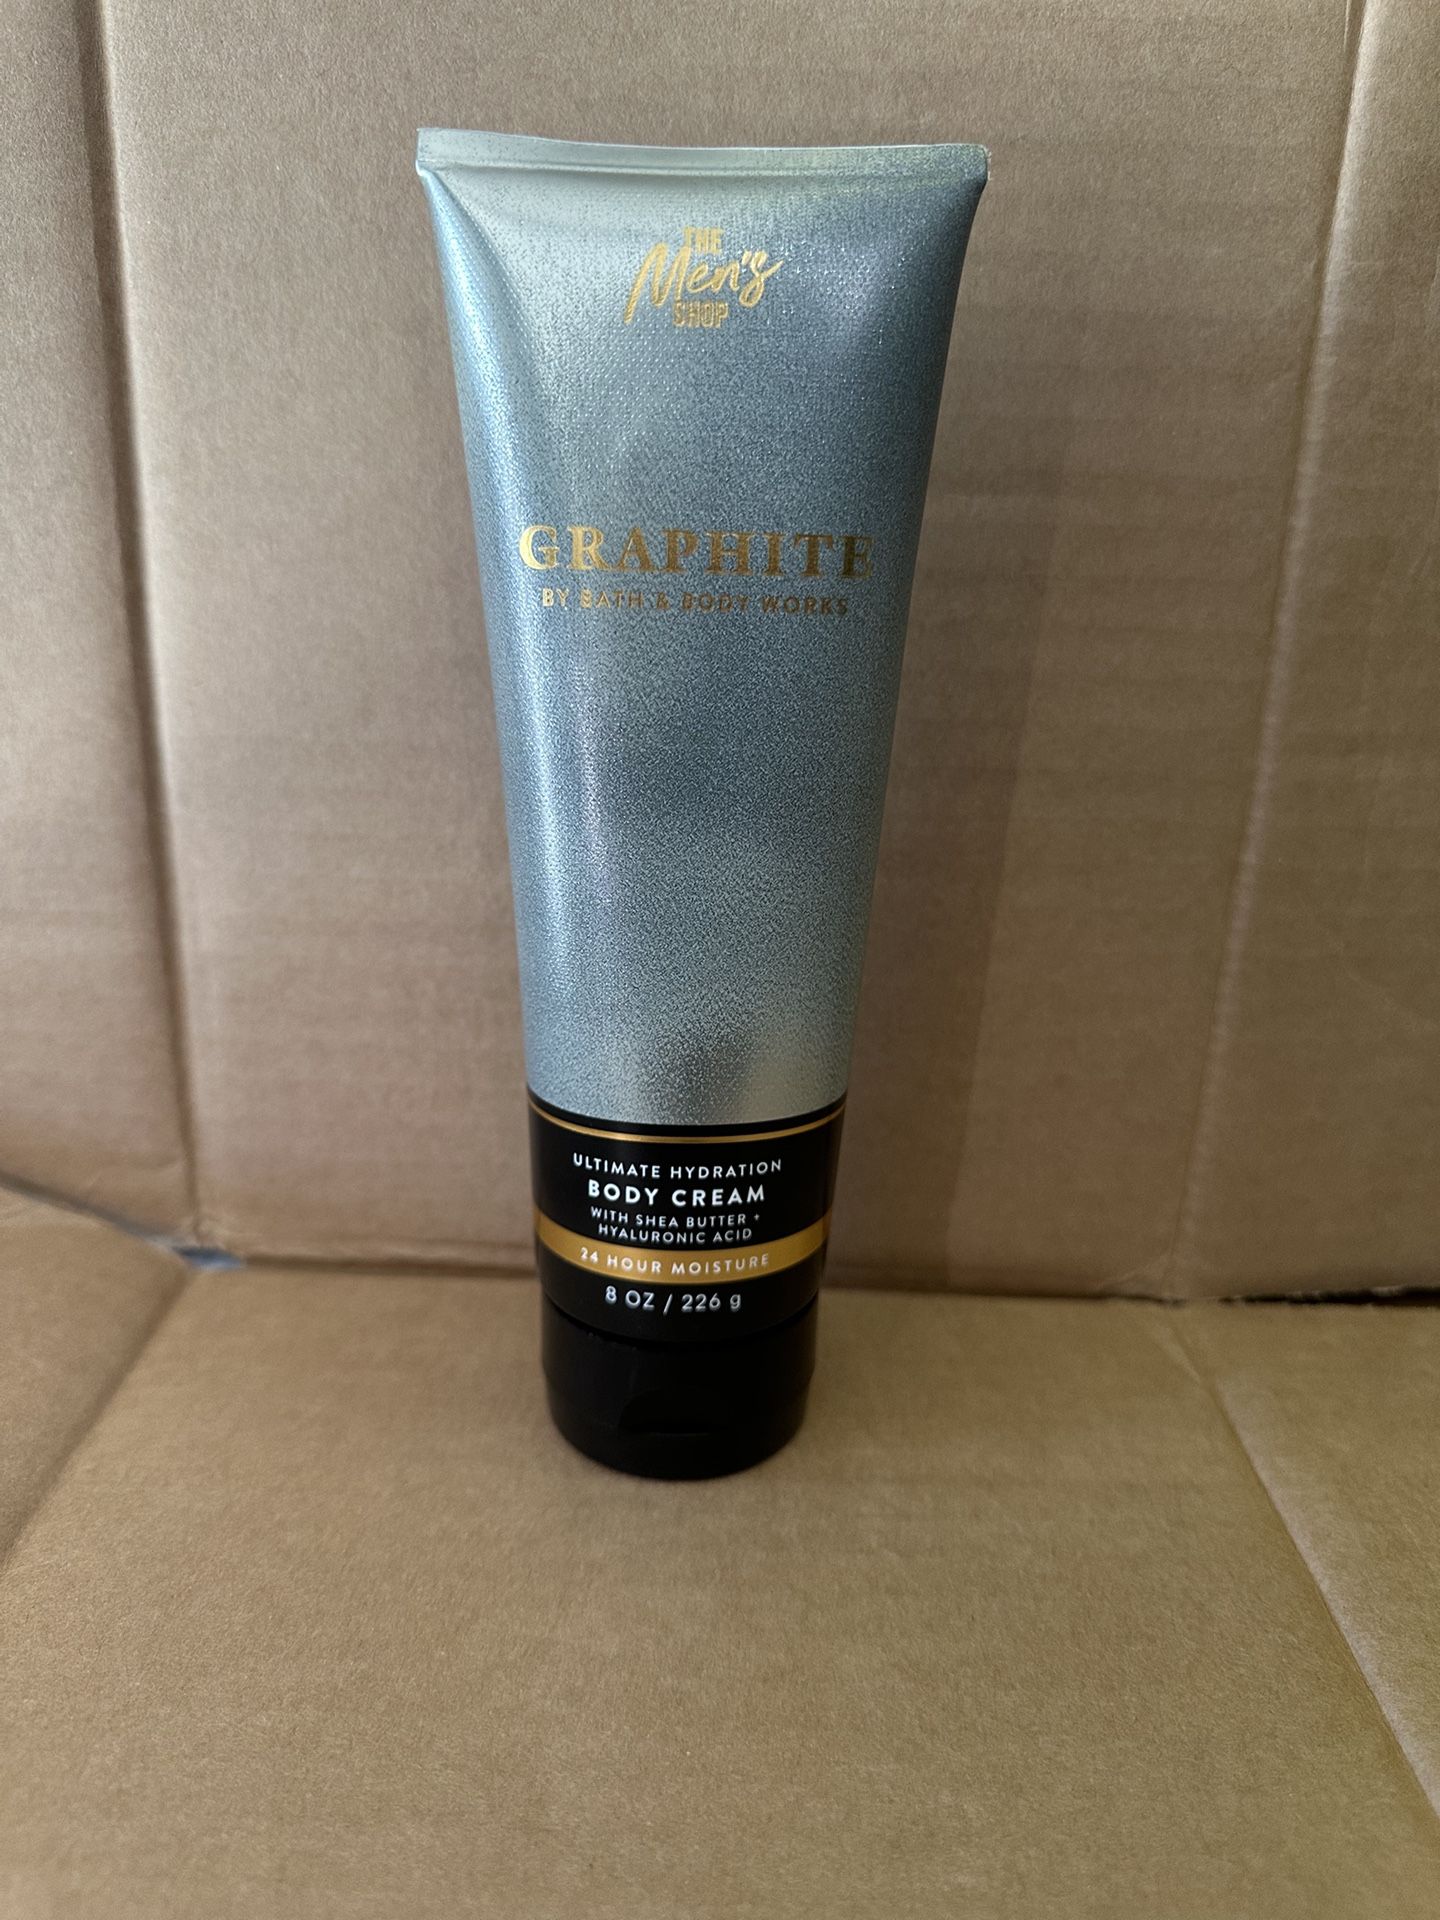 THE
Men's
SHOP
GRAPHITE
BY BATH & BODY WORKS
ULTIMATE HYDRATION
BODY CREAM
WITH SHEA BUTTER +
HYALURONIC ACID
24 HOUR MOISTURE
8 OZ / 226 g